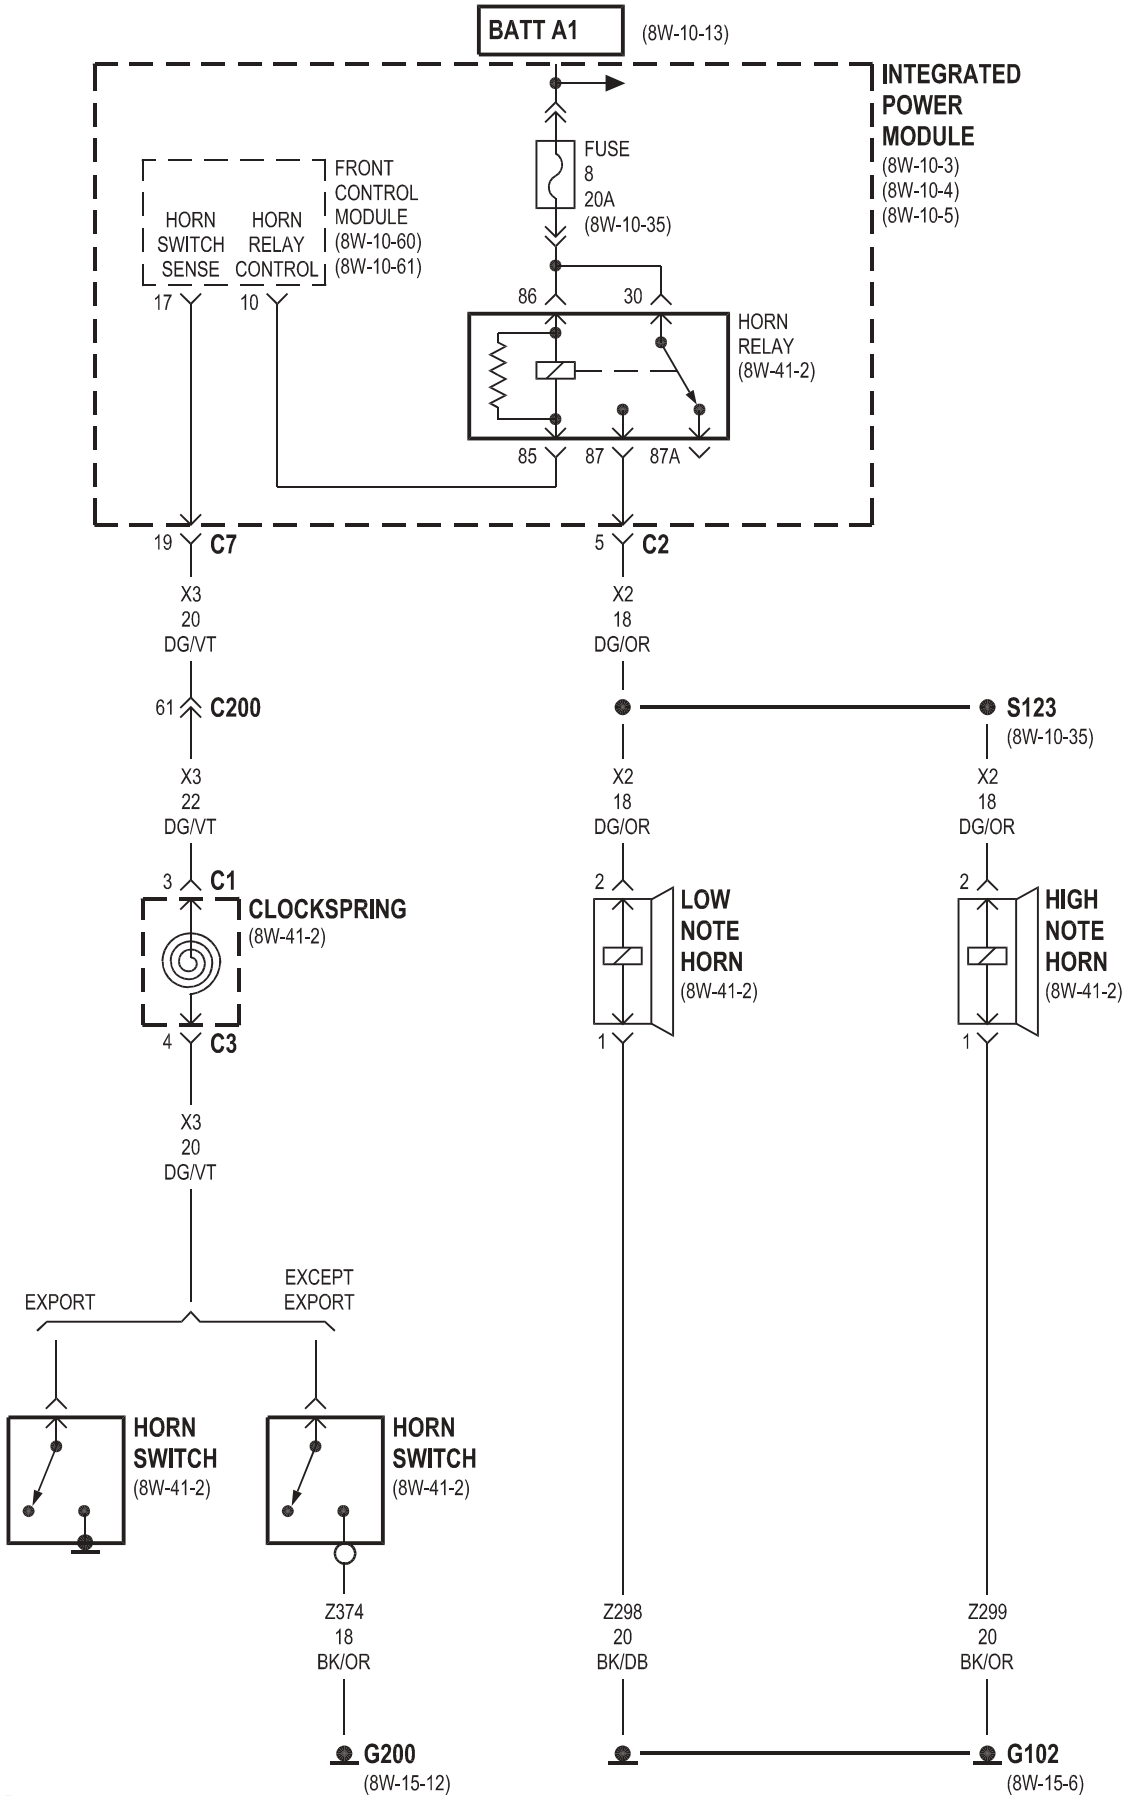 BATT A1
(8W-10-13)
INTEGRATED
POWER
MODULE
(8W-10-3)
(8W-10-4)
(8W-10-5)
FUSE
8
20A
(8W-10-35)
FRONT
CONTROL
MODULE
(8W-10-60)
(8W-10-61)
HORN
SWITCH
SENSE
HORN
RELAY
CONTROL
17
10
86
30
HORN
RELAY
(8W-41-2)
85
87
87A
19
C7
5
C2
X3
20
DG/VT
X2
18
DG/OR
61
C200
S123
(8W-10-35)
X3
22
DG/VT
X2
18
DG/OR
X2
18
DG/OR
3
C1
2
2
CLOCKSPRING
(8W-41-2)
LOW
NOTE
HORN
(8W-41-2)
HIGH
NOTE
HORN
(8W-41-2)
4
C3
1
1
X3
20
DG/VT
EXPORT
EXCEPT
EXPORT
HORN
SWITCH
(8W-41-2)
HORN
SWITCH
(8W-41-2)
Z374
18
BK/OR
Z298
20
BK/DB
Z299
20
BK/OR
G200
(8W-15-12)
G102
(8W-15-6)